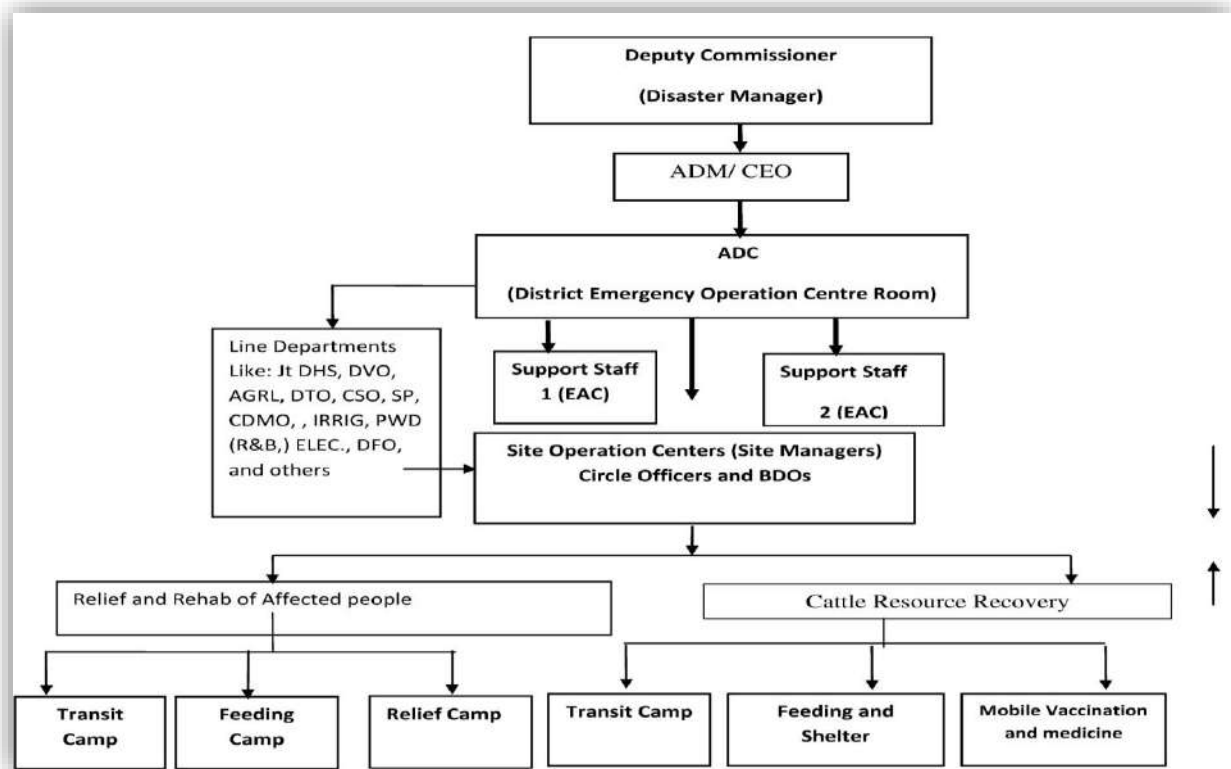 Deputy Commissioner
(Disaster Manager)
ADM/ CEO
ADC
(District Emergency Operation Centre Room)
Line Departments
Like: Jt DHS, DVO,
AGRL, DTO, CSO, SP,
CDMO, , IRRIG, PWD
(R&B,) ELEC., DFO,
and others
Support Staff
1 (EAC)
Support Staff
2 (EAC)
Site Operation Centers (Site Managers)
Circle Officers and BDOs
Relief and Rehab of Affected people
Cattle Resource Recovery
Transit
Camp
Feeding
Camp
Relief Camp
Transit Camp
Feeding and
Shelter
Mobile Vaccination
and medicine